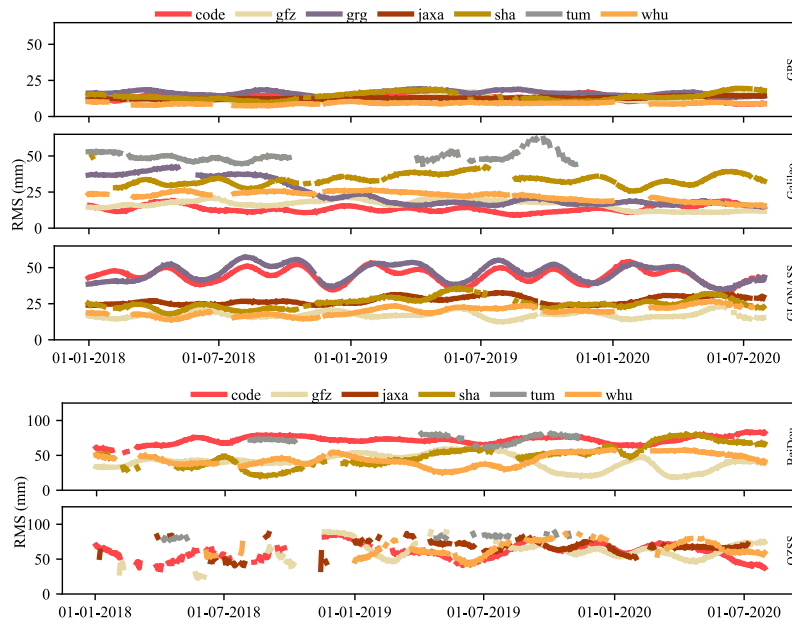 code gfz grg jaxa sha tum whu
50
25
0
GPS
50
25
0
Galileo
RMS (mm)
50
25
0
GLONASS
01-01-2018 01-07-2018 01-01-2019 01-07-2019 01-01-2020 01-07-2020
code gfz jaxa sha tum whu
100
50
0
BeiDou
RMS (mm)
100
50
0
QZSS
01-01-2018 01-07-2018 01-01-2019 01-07-2019 01-01-2020 01-07-2020